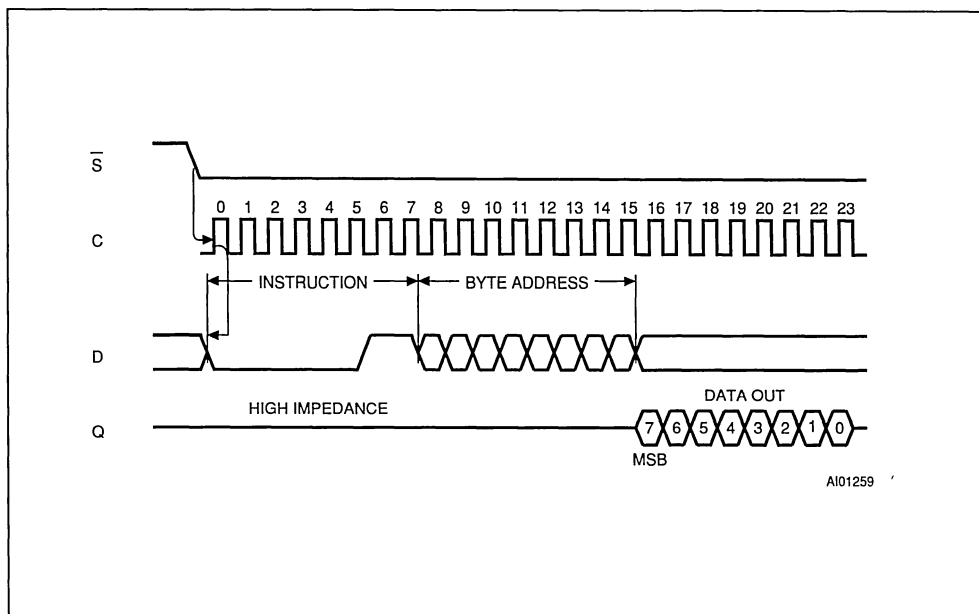 S
0 1 2 3 4 5 6 7 8 9 10 11 12 13 14 15 16 17 18 19 20 21 22 23
C
INSTRUCTION BYTE ADDRESS
D
DATA OUT
HIGH IMPEDANCE
Q
7 6 5 4 3 2 1 0
MSB
AI01259